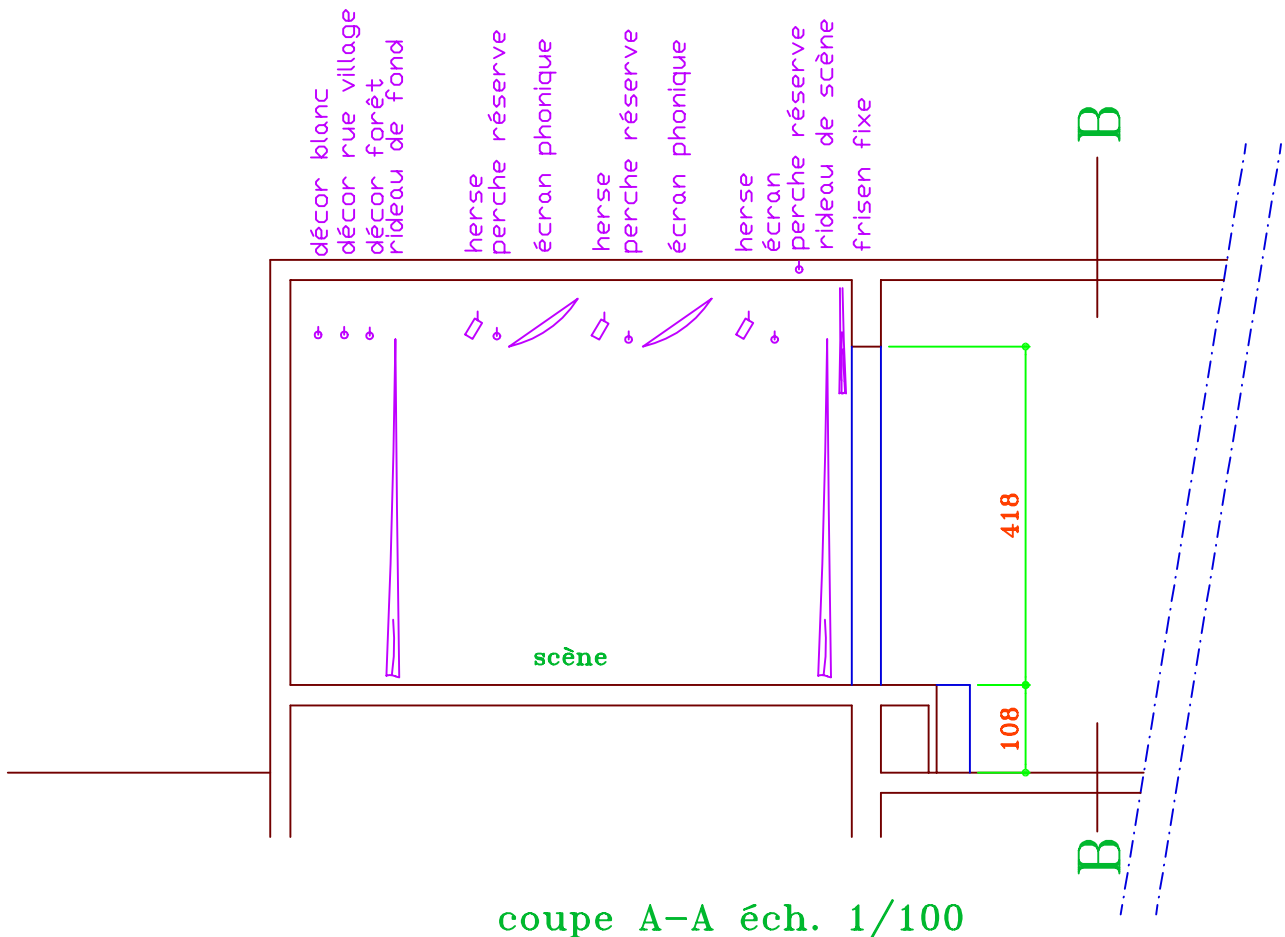 décor blanc
décor rue village
décor forêt
rideau de fond
herse
perche réserve
écran phonique
herse
perche réserve
écran phonique
herse
écran
perche réserve
rideau de scène
frisen fixe
B
418
scène
108
B
coupe A-A éch. 1/100